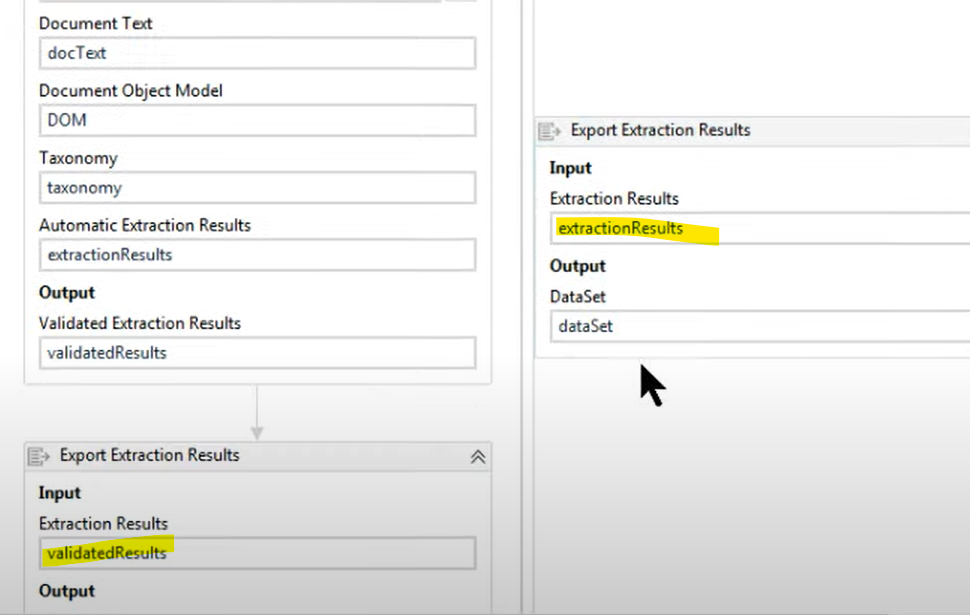 Document Text
docText
Document Object Model
DOM
Taxonomy
taxonomy
Automatic Extraction Results
extractionResults
Output
Validated Extraction Results
validatedResults
Export Extraction Results
Input
Extraction Results
validatedResults
Output
Export Extraction Results
Input
Extraction Results
extractionResults
Output
DataSet
dataSet